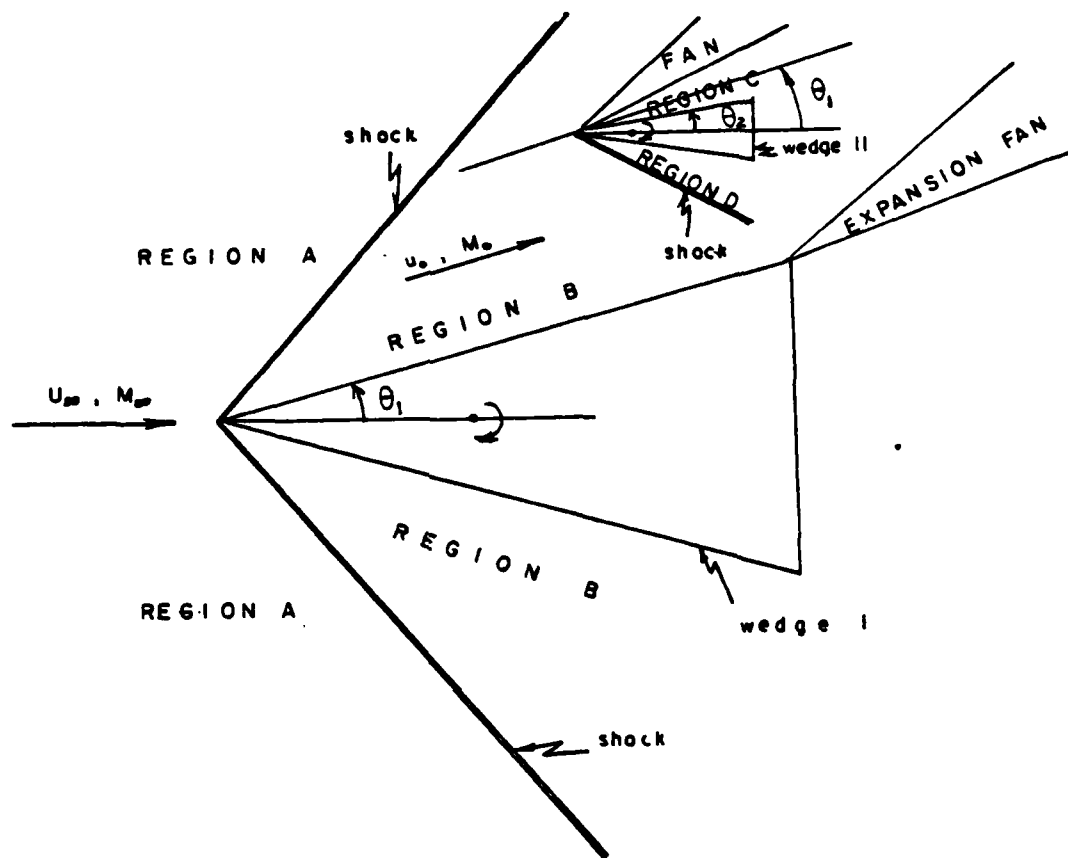 FAN
REGION C
θ₁
θ₂
wedge II
REGION D
shock
EXPANSION FAN
shock
REGION A
u₀ , M₀
REGION B
U∞ , M∞
θ₁
REGION B
REGION A
wedge I
shock